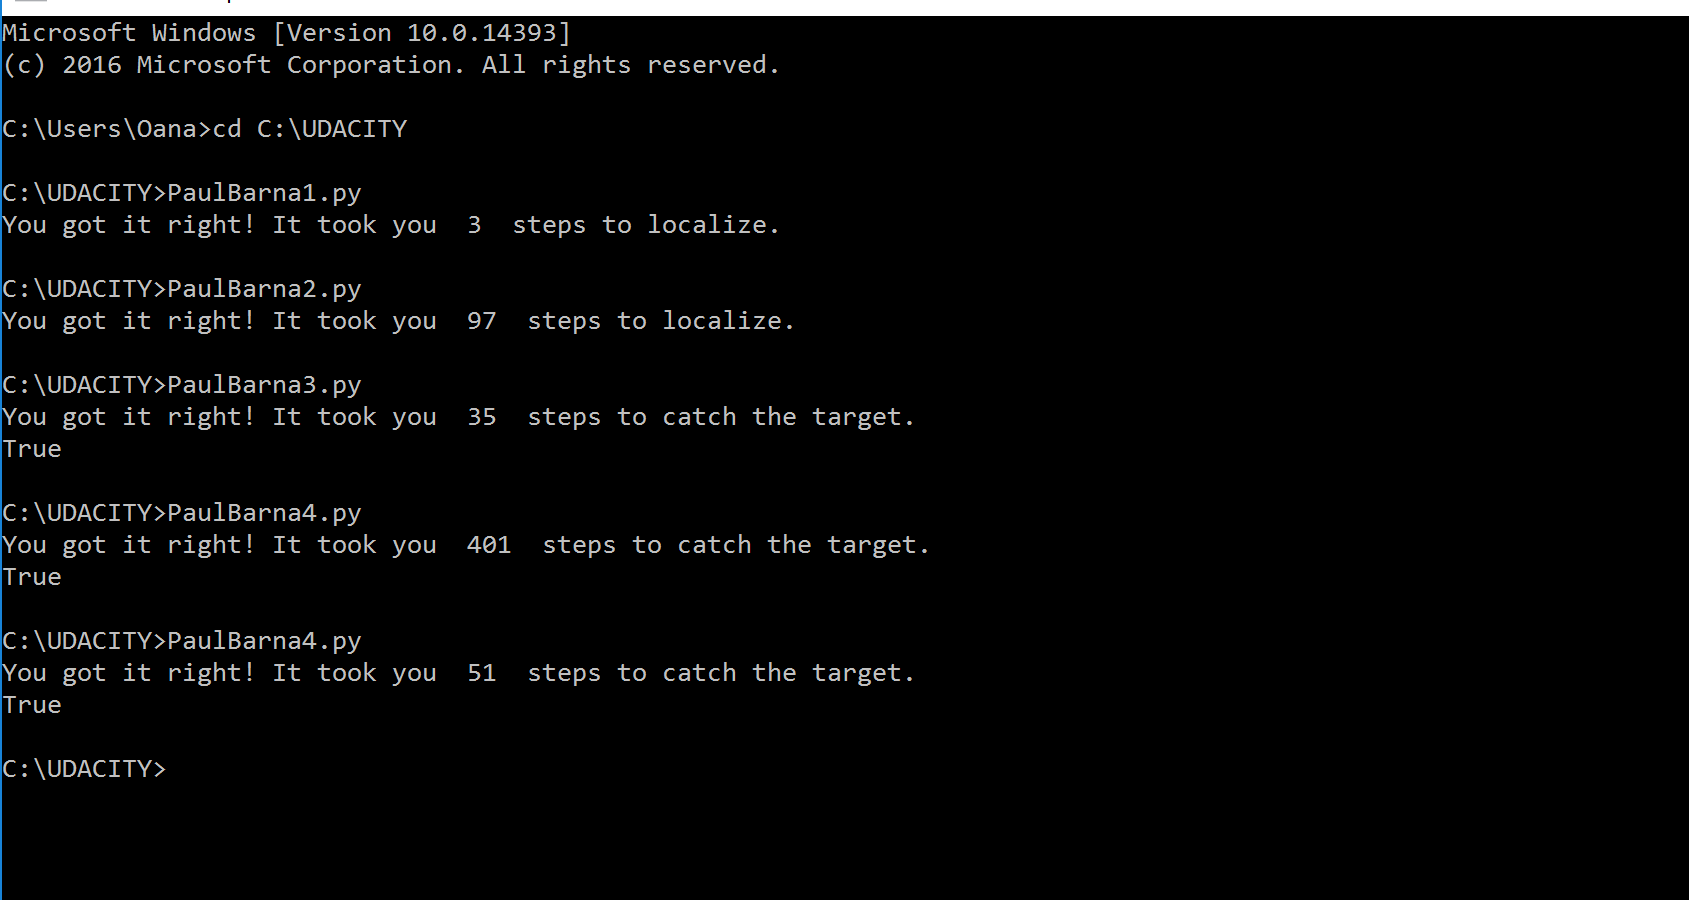 Microsoft Windows [Version 10.0.14393]
(c) 2016 Microsoft Corporation. All rights reserved.
C:\Users\Oana>cd C:\UDACITY
C:\UDACITY>PaulBarna1.py
You got it right! It took you  3  steps to localize.
C:\UDACITY>PaulBarna2.py
You got it right! It took you  97  steps to localize.
C:\UDACITY>PaulBarna3.py
You got it right! It took you  35  steps to catch the target.
True
C:\UDACITY>PaulBarna4.py
You got it right! It took you  401  steps to catch the target.
True
C:\UDACITY>PaulBarna4.py
You got it right! It took you  51  steps to catch the target.
True
C:\UDACITY>